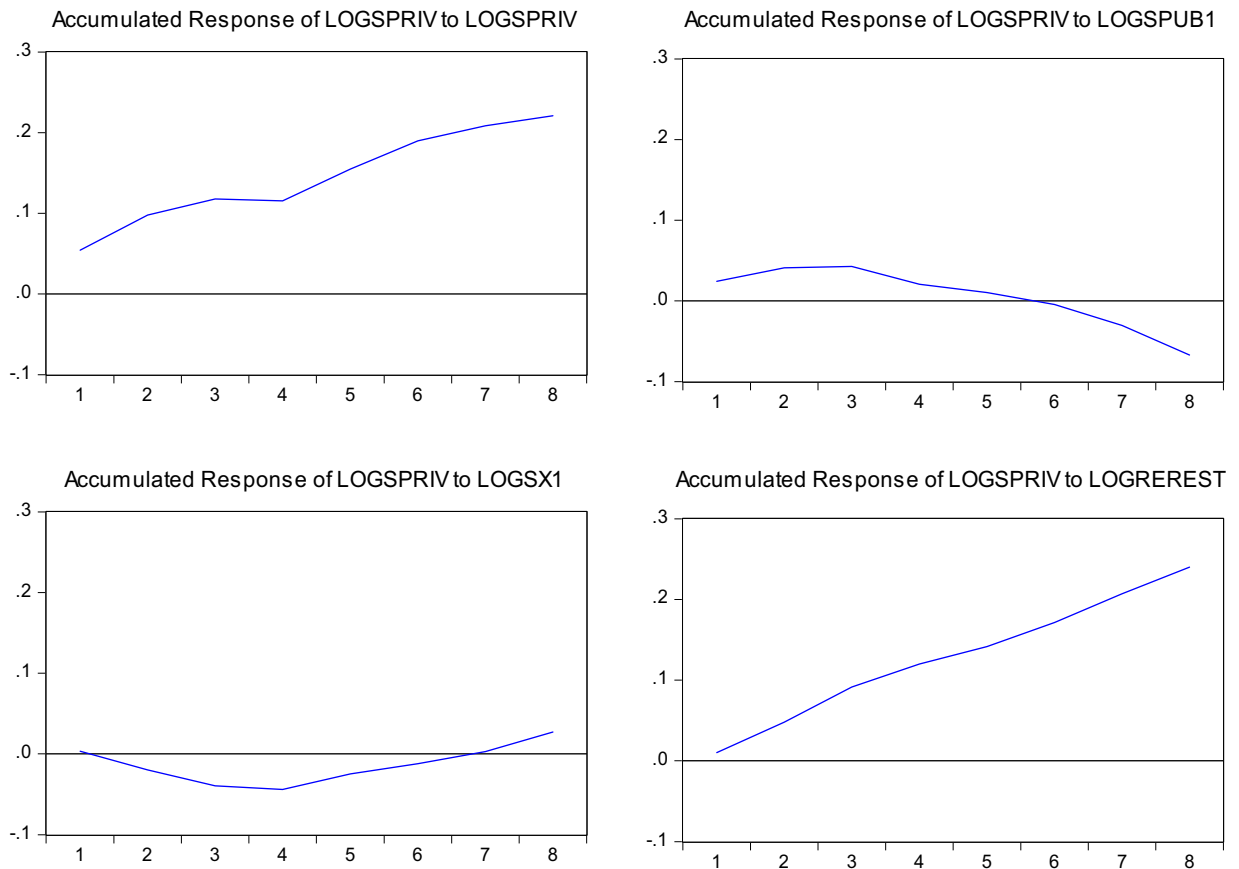 Accumulated Response of LOGSPRIV to LOGSPRIV
.3
.2
.1
.0
-.1
1 2 3 4 5 6 7 8
Accumulated Response of LOGSPRIV to LOGSPUB1
.3
.2
.1
.0
-.1
1 2 3 4 5 6 7 8
Accumulated Response of LOGSPRIV to LOGSX1
.3
.2
.1
.0
-.1
1 2 3 4 5 6 7 8
Accumulated Response of LOGSPRIV to LOGREREST
.3
.2
.1
.0
-.1
1 2 3 4 5 6 7 8